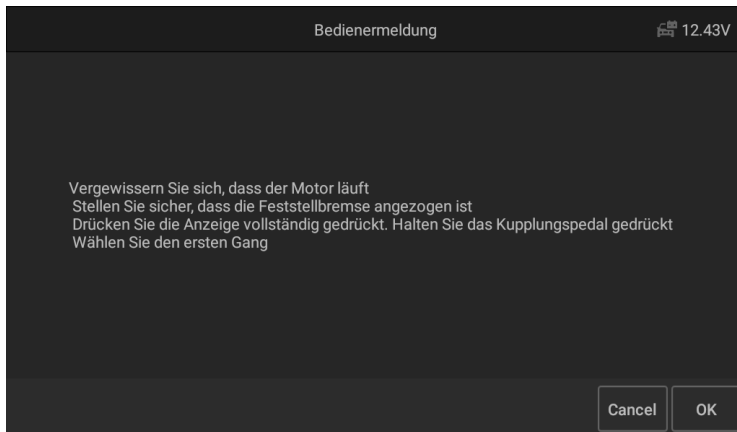 Bedienermeldung
12.43V
Vergewissern Sie sich, dass der Motor läuft
Stellen Sie sicher, dass die Feststellbremse angezogen ist
Drücken Sie die Anzeige vollständig gedrückt. Halten Sie das Kupplungspedal gedrückt
Wählen Sie den ersten Gang
Cancel
OK